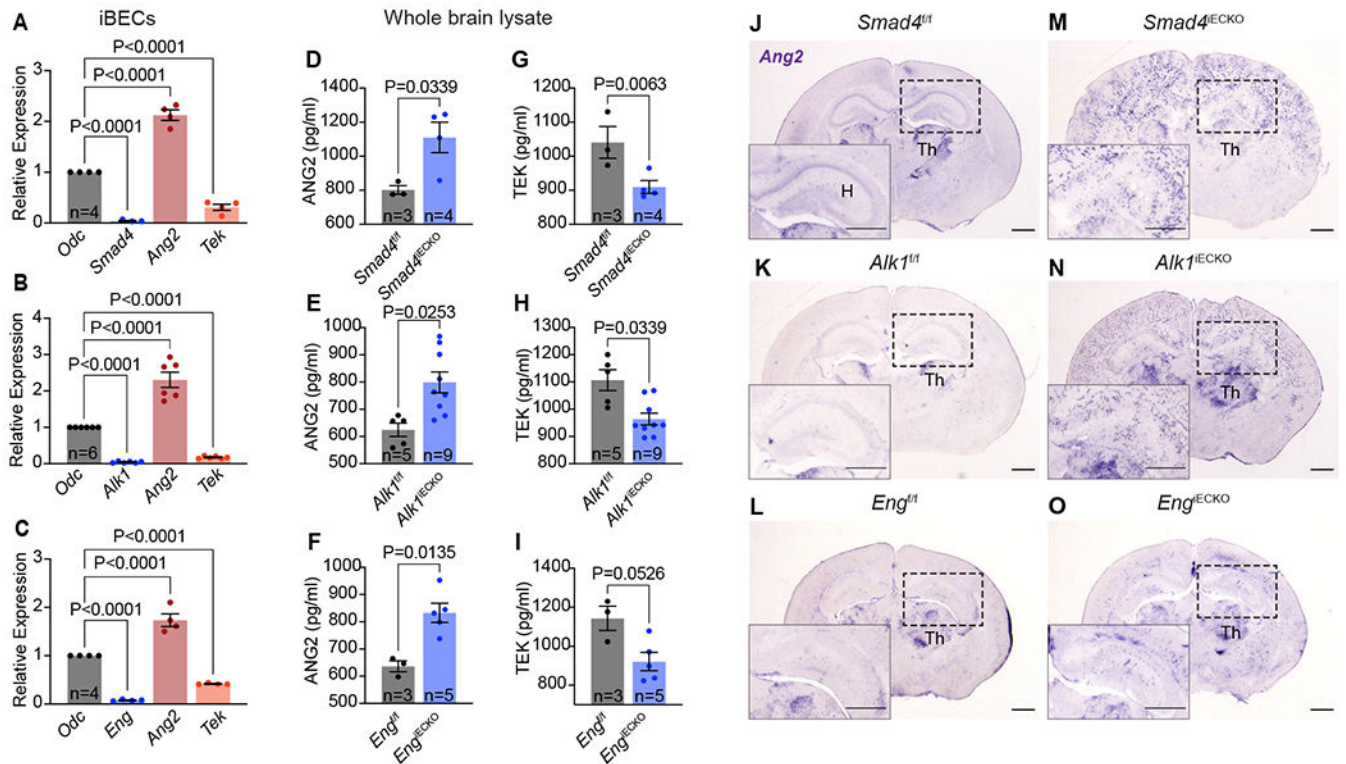 iBECs
Whole brain lysate
A
P<0.0001
P<0.0001
P<0.0001
Relative Expression
3
2
1
0
n=4
Odc
Smad4
Ang2
Tek
B
P<0.0001
P<0.0001
P<0.0001
Relative Expression
4
3
2
1
0
n=6
Odc
Alk1
Ang2
Tek
C
P<0.0001
P<0.0001
P<0.0001
Relative Expression
3
2
1
0
n=4
Odc
Eng
Ang2
Tek
D
P=0.0339
ANG2 (pg/ml)
1400
1200
1000
800
600
n=3
n=4
Smad4f/f
Smad4iECKO
E
P=0.0253
ANG2 (pg/ml)
1000
900
800
700
600
500
n=5
n=9
Alk1f/f
Alk1iECKO
F
P=0.0135
ANG2 (pg/ml)
1000
900
800
700
600
500
n=3
n=5
Engf/f
EngiECKO
G
P=0.0063
TEK (pg/ml)
1200
1100
1000
900
800
n=3
n=4
Smad4f/f
Smad4iECKO
H
P=0.0339
TEK (pg/ml)
1300
1200
1100
1000
900
800
n=5
n=9
Alk1f/f
Alk1iECKO
I
P=0.0526
TEK (pg/ml)
1400
1200
1000
800
n=3
n=5
Engf/f
EngiECKO
J
Smad4f/f
Ang2
Th
H
M
Smad4iECKO
Th
K
Alk1f/f
Th
N
Alk1iECKO
Th
L
Engf/f
Th
O
EngiECKO
Th